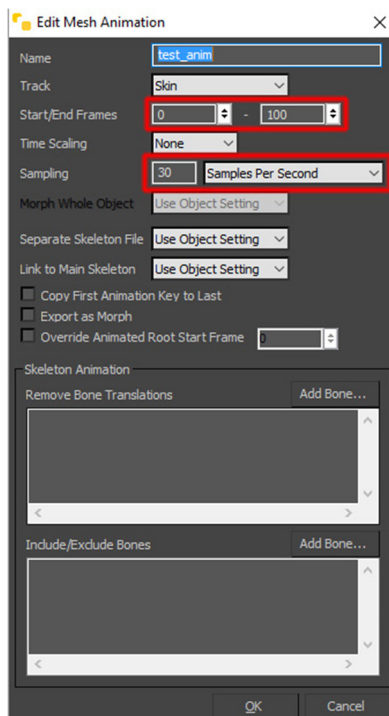 Edit Mesh Animation
Name test_anim
Track Skin
Start/End Frames 0 - 100
Time Scaling None
Sampling 30 Samples Per Second
Morph Whole Object Use Object Setting
Separate Skeleton File Use Object Setting
Link to Main Skeleton Use Object Setting
Copy First Animation Key to Last
Export as Morph
Override Animated Root Start Frame 0
Skeleton Animation
Remove Bone Translations Add Bone...
Include/Exclude Bones Add Bone...
OK Cancel